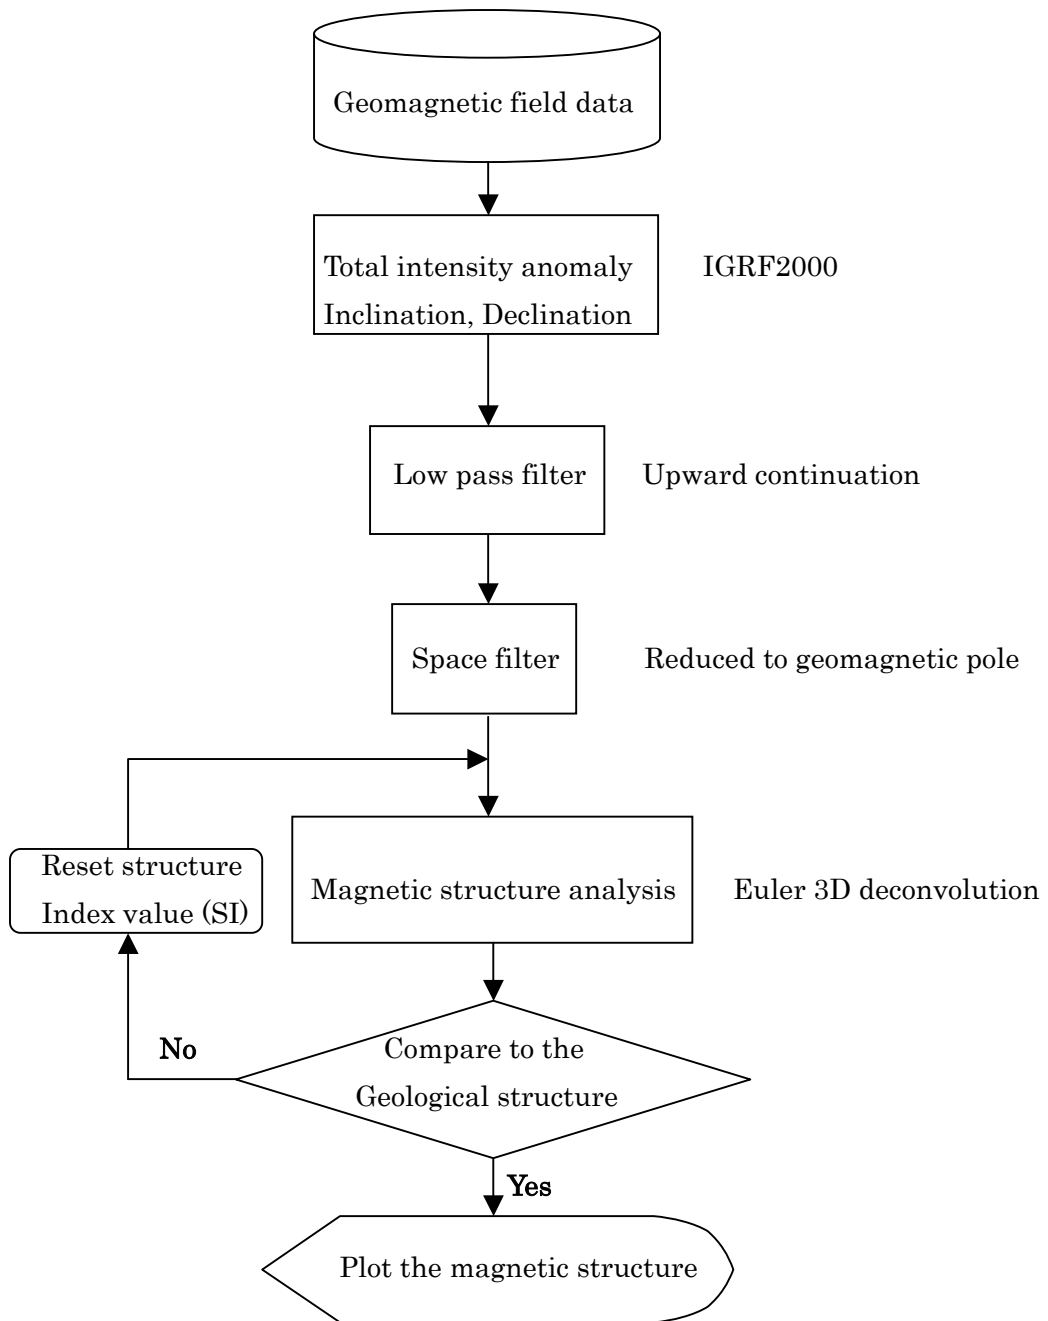 Geomagnetic field data
Total intensity anomaly
Inclination, Declination
IGRF2000
Low pass filter
Upward continuation
Space filter
Reduced to geomagnetic pole
Reset structure
Index value (SI)
Magnetic structure analysis
Euler 3D deconvolution
No
Compare to the
Geological structure
Yes
Plot the magnetic structure